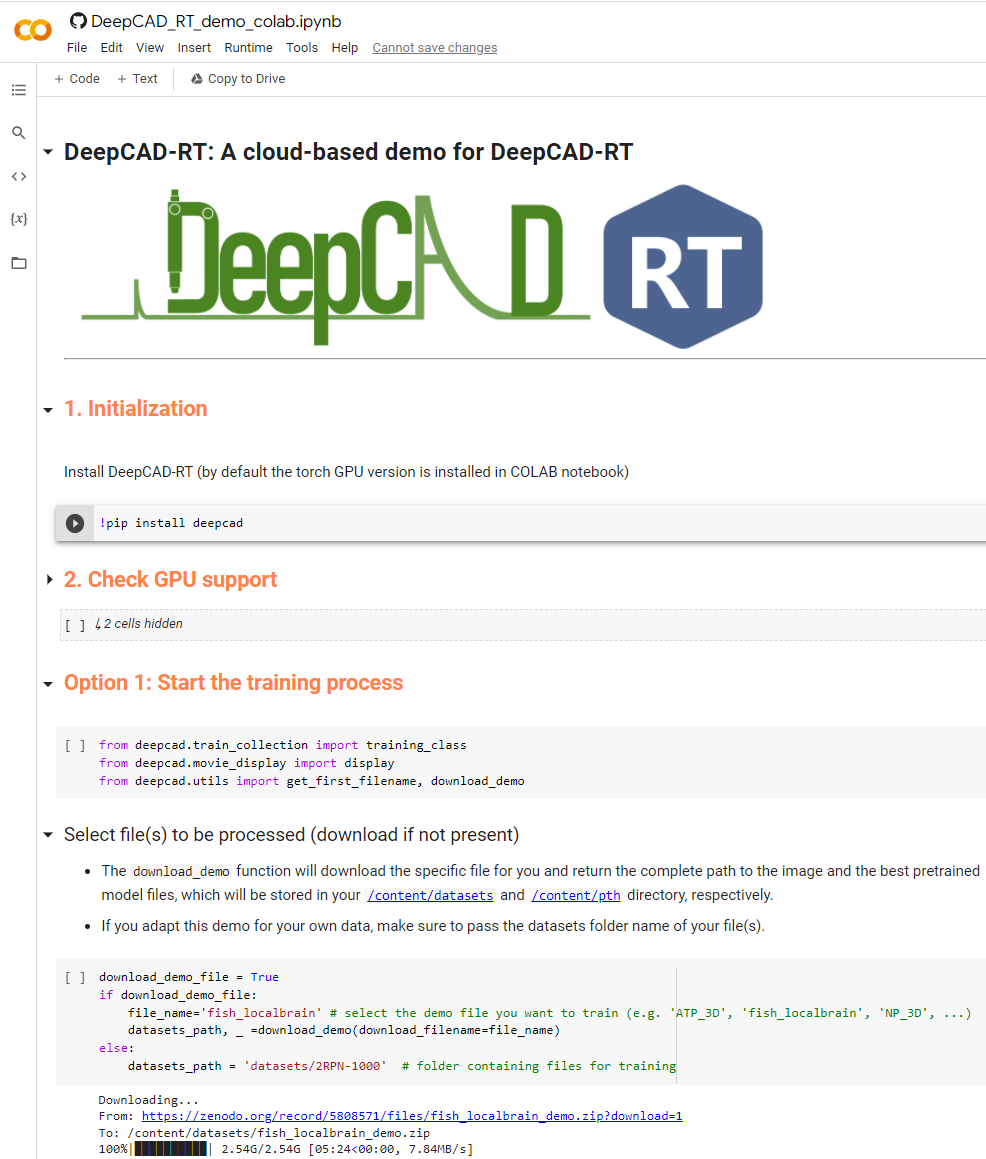 DeepCAD_RT_demo_colab.ipynb
File Edit View Insert Runtime Tools Help Cannot save changes
+ Code + Text Copy to Drive
DeepCAD-RT: A cloud-based demo for DeepCAD-RT
DeepCAD RT
1. Initialization
Install DeepCAD-RT (by default the torch GPU version is installed in COLAB notebook)
!pip install deepcad
2. Check GPU support
[ ] ↳ 2 cells hidden
Option 1: Start the training process
[ ] from deepcad.train_collection import training_class
from deepcad.movie_display import display
from deepcad.utils import get_first_filename, download_demo
Select file(s) to be processed (download if not present)
• The download_demo function will download the specific file for you and return the complete path to the image and the best pretrained
model files, which will be stored in your /content/datasets and /content/pth directory, respectively.
• If you adapt this demo for your own data, make sure to pass the datasets folder name of your file(s).
[ ] download_demo_file = True
if download_demo_file:
file_name='fish_localbrain' # select the demo file you want to train (e.g. 'ATP_3D', 'fish_localbrain', 'NP_3D', ...)
datasets_path, _ =download_demo(download_filename=file_name)
else:
datasets_path = 'datasets/2RPN-1000' # folder containing files for training
Downloading...
From: https://zenodo.org/record/5808571/files/fish_localbrain_demo.zip?download=1
To: /content/datasets/fish_localbrain_demo.zip
100%|██████████| 2.54G/2.54G [05:24<00:00, 7.84MB/s]